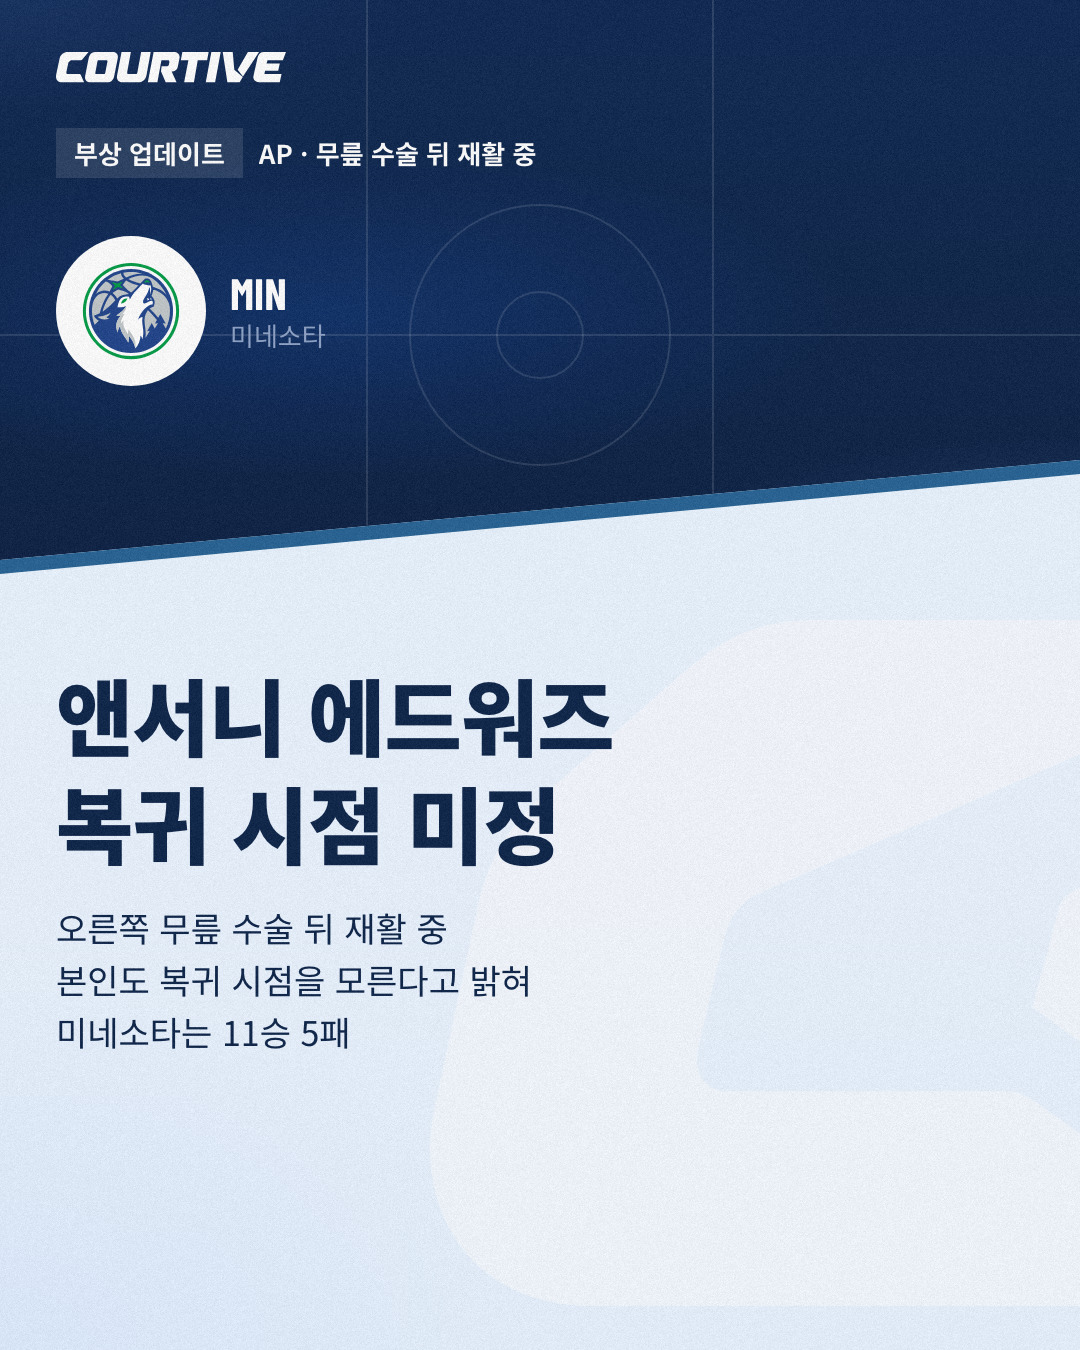 COURTIVE
부상 업데이트 AP · 무릎 수술 뒤 재활 중
MIN
미네소타
앤서니 에드워즈
복귀 시점 미정
오른쪽 무릎 수술 뒤 재활 중
본인도 복귀 시점을 모른다고 밝혀
미네소타는 11승 5패